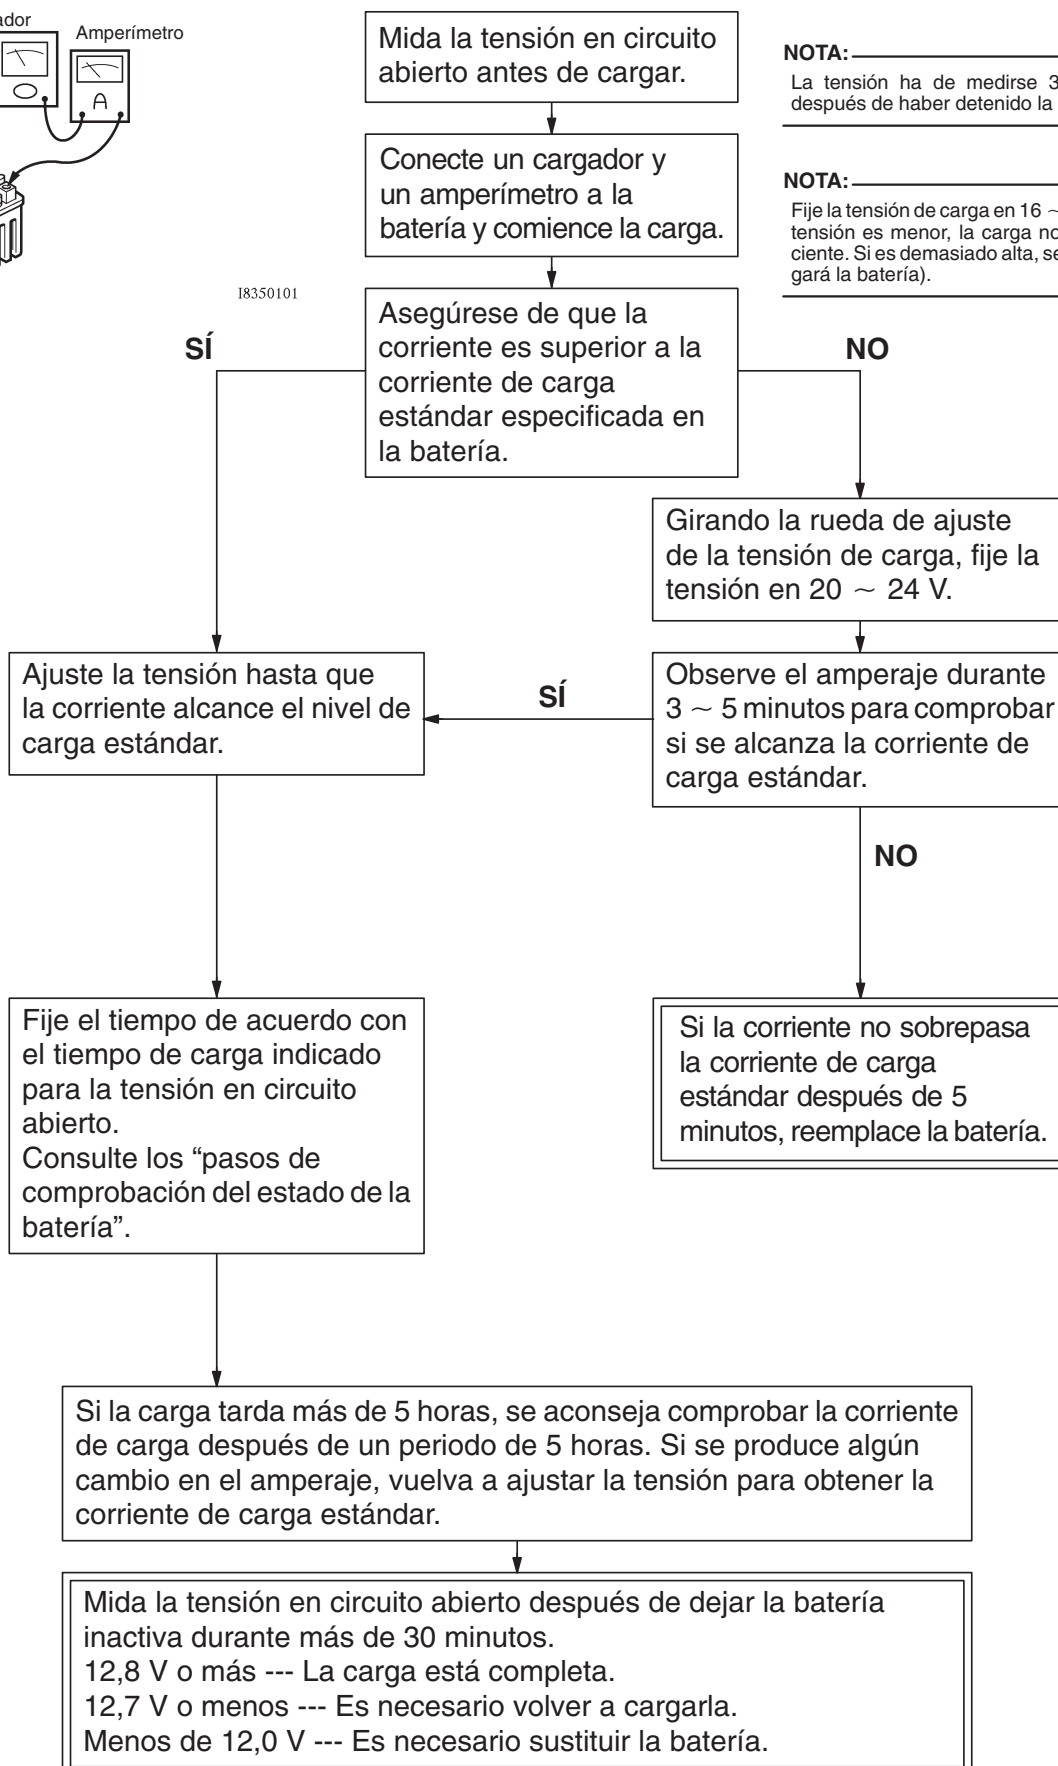 Amperímetro
A
I8350101
Mida la tensión en circuito
abierto antes de cargar.
NOTA:
La tensión ha de medirse
después de haber detenido la
Conecte un cargador y
un amperímetro a la
batería y comience la carga.
NOTA:
Fije la tensión de carga en 16 ~
tensión es menor, la carga no
ciente. Si es demasiado alta,
gará la batería).
Asegúrese de que la
corriente es superior a la
corriente de carga
estándar especificada en
la batería.
SÍ
NO
Girando la rueda de ajuste
de la tensión de carga, fije la
tensión en 20 ~ 24 V.
Ajuste la tensión hasta que
la corriente alcance el nivel de
carga estándar.
SÍ
Observe el amperaje durante
3 ~ 5 minutos para comprobar
si se alcanza la corriente de
carga estándar.
NO
Fije el tiempo de acuerdo con
el tiempo de carga indicado
para la tensión en circuito
abierto.
Consulte los “pasos de
comprobación del estado de la
batería”.
Si la corriente no sobrepasa
la corriente de carga
estándar después de 5
minutos, reemplace la batería.
Si la carga tarda más de 5 horas, se aconseja comprobar la corriente
de carga después de un periodo de 5 horas. Si se produce algún
cambio en el amperaje, vuelva a ajustar la tensión para obtener la
corriente de carga estándar.
Mida la tensión en circuito abierto después de dejar la batería
inactiva durante más de 30 minutos.
12,8 V o más --- La carga está completa.
12,7 V o menos --- Es necesario volver a cargarla.
Menos de 12,0 V --- Es necesario sustituir la batería.